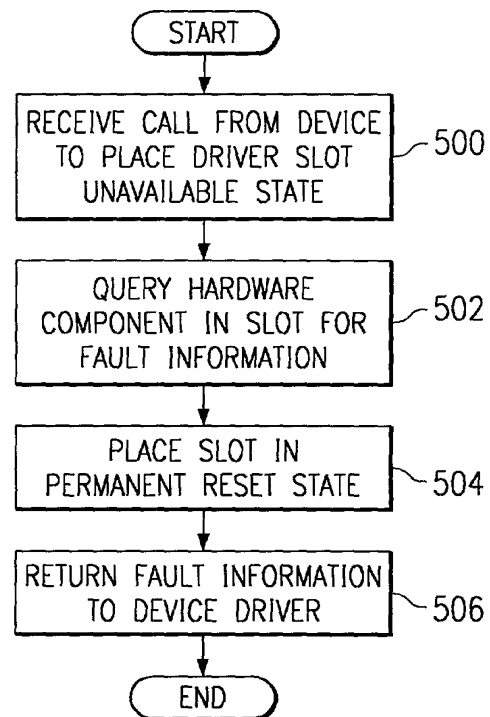 START
RECEIVE CALL FROM DEVICE
TO PLACE DRIVER SLOT
UNAVAILABLE STATE
500
QUERY HARDWARE
COMPONENT IN SLOT FOR
FAULT INFORMATION
502
PLACE SLOT IN
PERMANENT RESET STATE
504
RETURN FAULT INFORMATION
TO DEVICE DRIVER
506
END